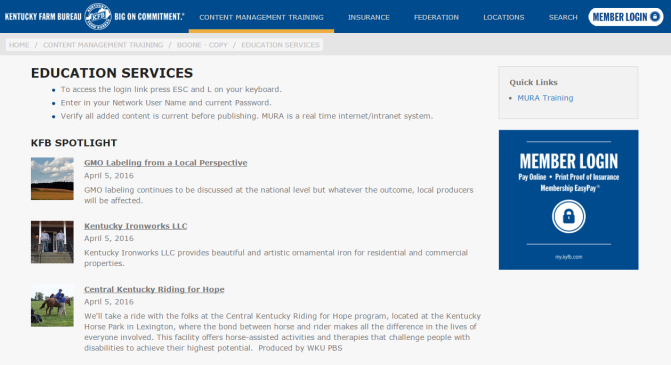 KENTUCKY FARM BUREAU BIG ON COMMITMENT.®
CONTENT MANAGEMENT TRAINING INSURANCE FEDERATION LOCATIONS SEARCH MEMBER LOGIN
HOME / CONTENT MANAGEMENT TRAINING / BOONE - COPY / EDUCATION SERVICES
EDUCATION SERVICES
• To access the login link press ESC and L on your keyboard.
• Enter in your Network User Name and current Password.
• Verify all added content is current before publishing. MURA is a real time internet/intranet system.
KFB SPOTLIGHT
GMO Labeling from a Local Perspective
April 5, 2016
GMO labeling continues to be discussed at the national level but whatever the outcome, local producers
will be affected.
Kentucky Ironworks LLC
April 5, 2016
Kentucky Ironworks LLC provides beautiful and artistic ornamental iron for residential and commercial
properties.
Central Kentucky Riding for Hope
April 5, 2016
We'll take a ride with the folks at the Central Kentucky Riding for Hope program, located at the Kentucky
Horse Park in Lexington, where the bond between horse and rider makes all the difference in the lives of
everyone involved. This facility offers horse-assisted activities and therapies that challenge people with
disabilities to achieve their highest potential. Produced by WKU PBS
Quick Links
• MURA Training
MEMBER LOGIN
Pay Online • Print Proof of Insurance
Membership EasyPay®
my.kyfb.com